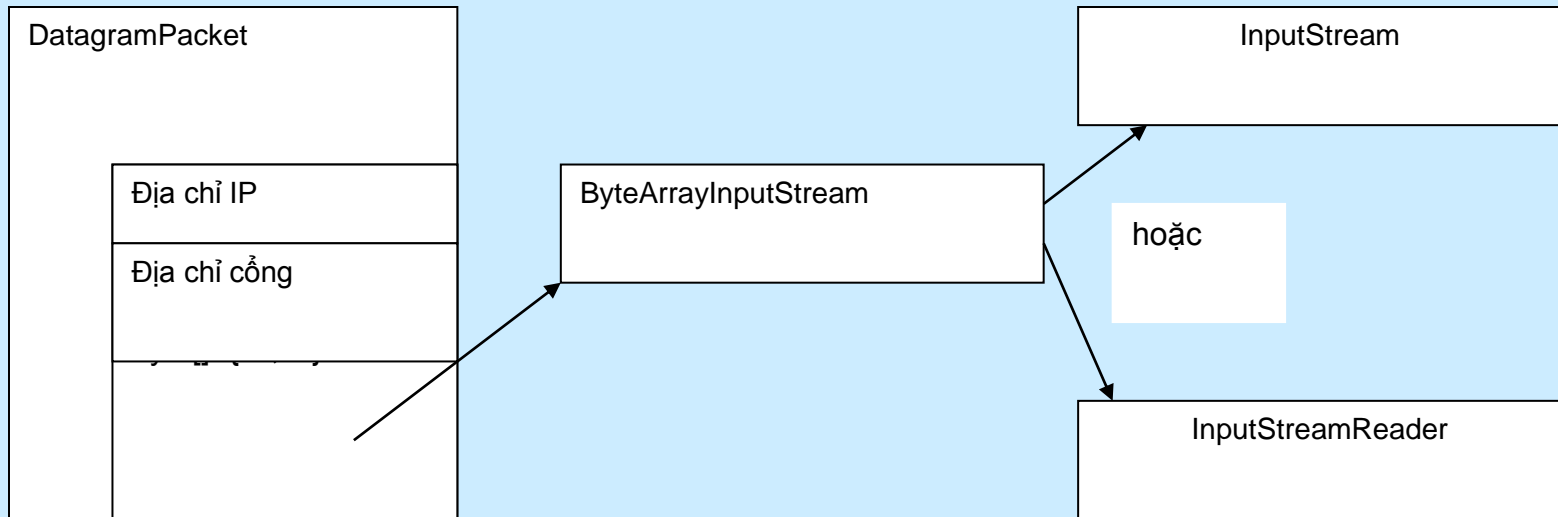 DatagramPacket
Địa chỉ IP
Địa chỉ cổng
ByteArrayInputStream
InputStream
hoặc
InputStreamReader